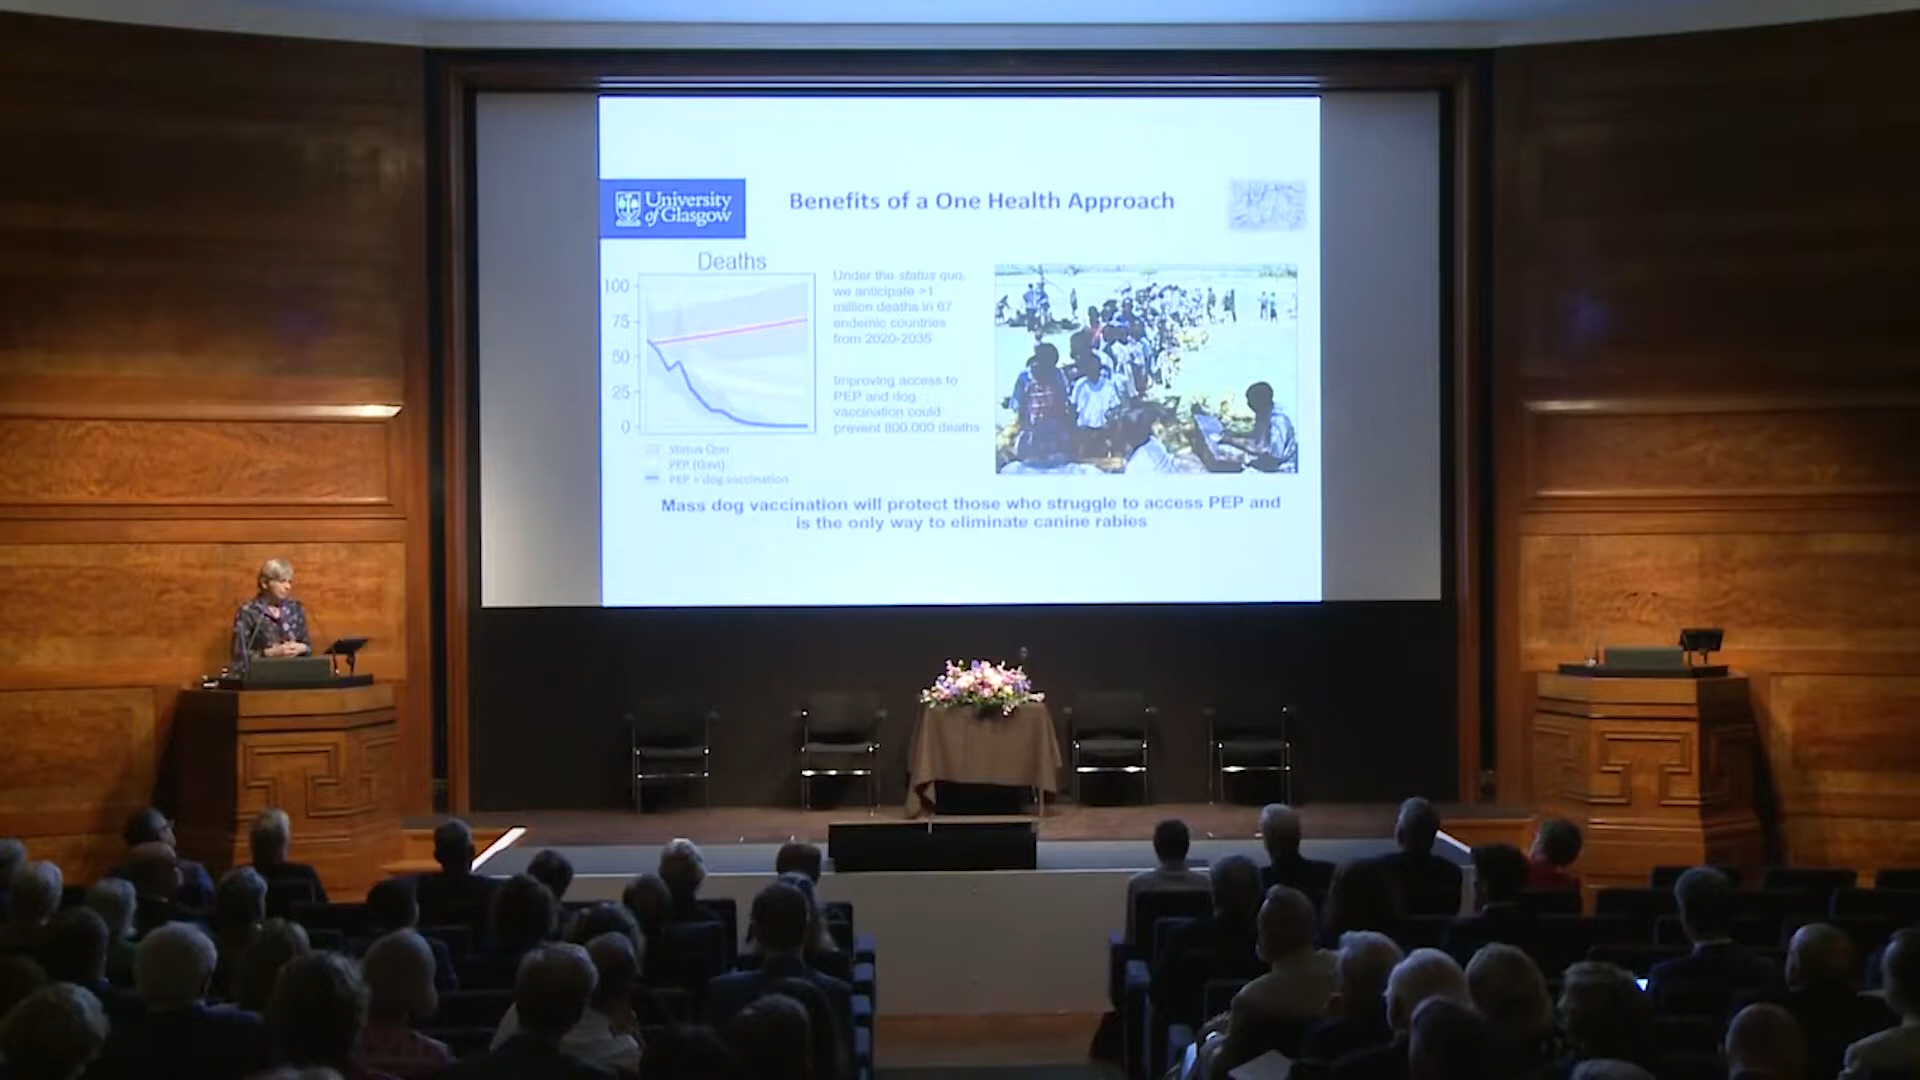 University
of Glasgow
Benefits of a One Health Approach
Deaths
100
75
50
25
0
Status Quo
PEP (Gavi)
PEP + dog vaccination
Under the status quo,
we anticipate >1
million deaths in 67
endemic countries
from 2020-2035
Improving access to
PEP and dog
vaccination could
prevent 800,000 deaths
Mass dog vaccination will protect those who struggle to access PEP and
is the only way to eliminate canine rabies